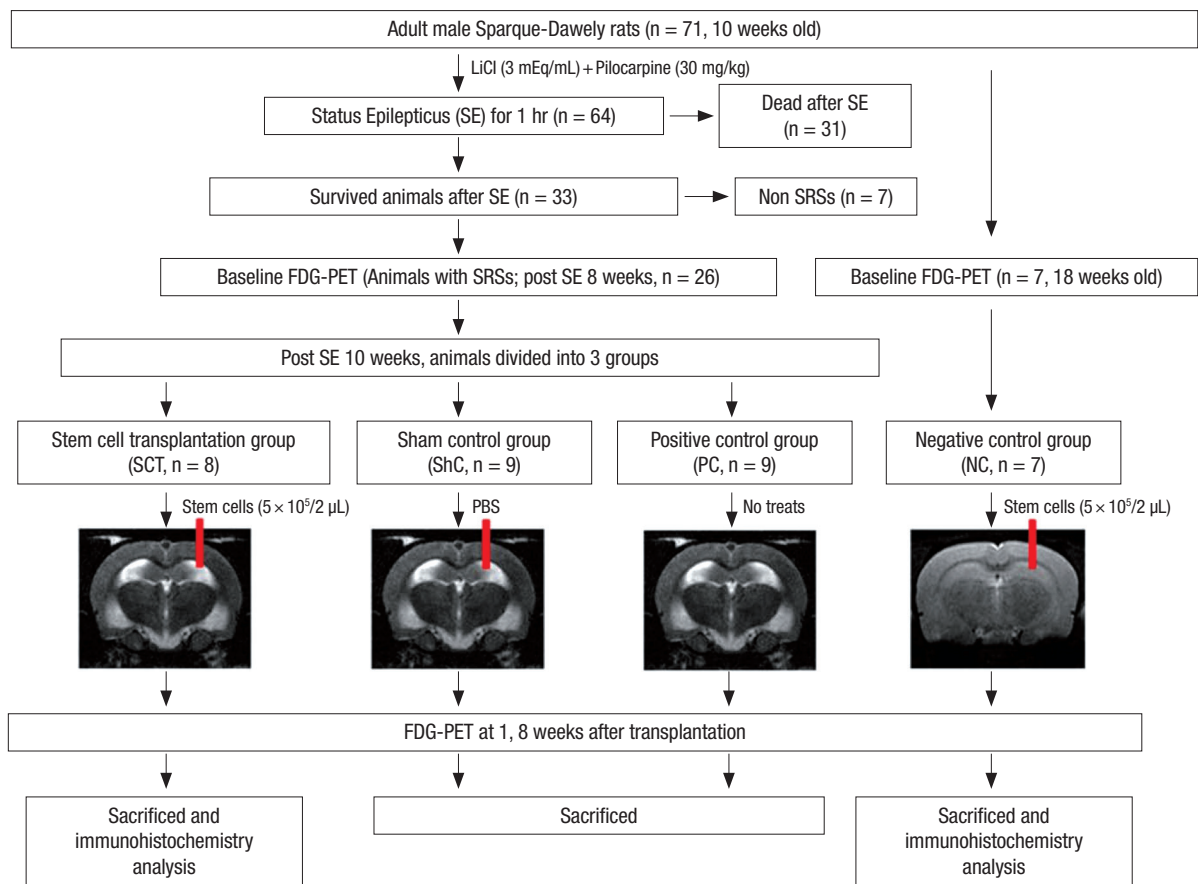 Adult male Sparque-Dawely rats (n = 71, 10 weeks old)
LiCl (3 mEq/mL) + Pilocarpine (30 mg/kg)
Status Epilepticus (SE) for 1 hr (n = 64)
Dead after SE
(n = 31)
Survived animals after SE (n = 33)
Non SRSs (n = 7)
Baseline FDG-PET (Animals with SRSs; post SE 8 weeks, n = 26)
Baseline FDG-PET (n = 7, 18 weeks old)
Post SE 10 weeks, animals divided into 3 groups
Stem cell transplantation group
(SCT, n = 8)
Sham control group
(ShC, n = 9)
Positive control group
(PC, n = 9)
Negative control group
(NC, n = 7)
Stem cells (5 × 10⁵/2 µL)
PBS
No treats
Stem cells (5 × 10⁵/2 µL)
FDG-PET at 1, 8 weeks after transplantation
Sacrificed and
immunohistochemistry
analysis
Sacrificed
Sacrificed and
immunohistochemistry
analysis